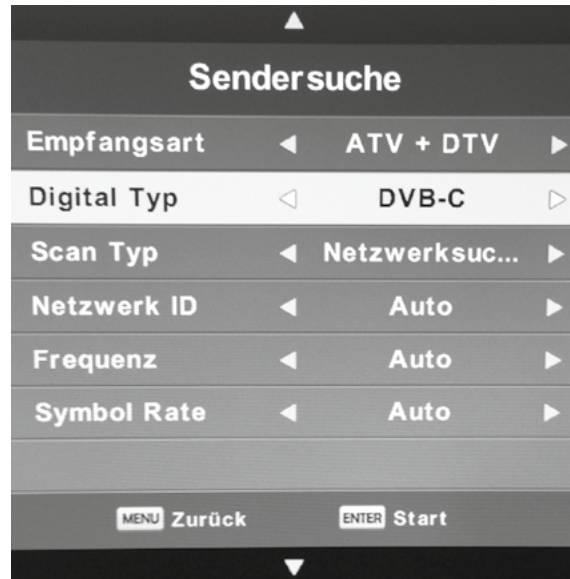 Sendersuche
Empfangsart ATV + DTV
Digital Typ DVB-C
Scan Typ Netzwerksuc...
Netzwerk ID Auto
Frequenz Auto
Symbol Rate Auto
MENU Zurück ENTER Start